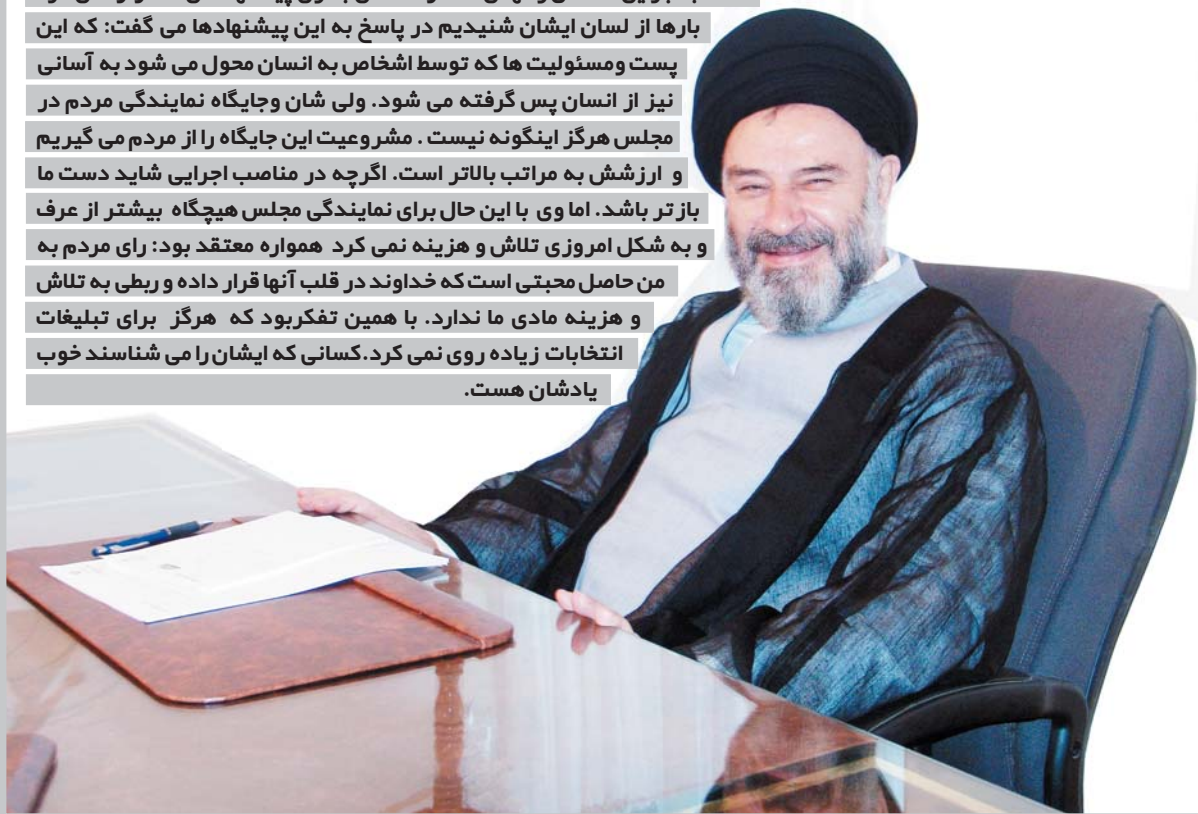 بارها از لسان ایشان شنیدیم در پاسخ به این پیشنهادها می گفت: که این
پست ومسئولیت ها که توسط اشخاص به انسان محول می شود به آسانی
نیز از انسان پس گرفته می شود. ولی شان وجایگاه نمایندگی مردم در
مجلس هرگز اینگونه نیست . مشروعیت این جایگاه را از مردم می گیریم
و ارزشش به مراتب بالاتر است. اگرچه در مناصب اجرایی شاید دست ما
بازتر باشد. اما وی با این حال برای نمایندگی مجلس هیچگاه بیشتر از عرف
و به شکل امروزی تلاش و هزینه نمی کرد همواره معتقد بود: رای مردم به
من حاصل محبتی است که خداوند در قلب آنها قرار داده و ربطی به تلاش
و هزینه مادی ما ندارد. با همین تفکربود که هرگز برای تبلیغات
انتخابات زیاده روی نمی کرد.کسانی که ایشان را می شناسند خوب
یادشان هست.